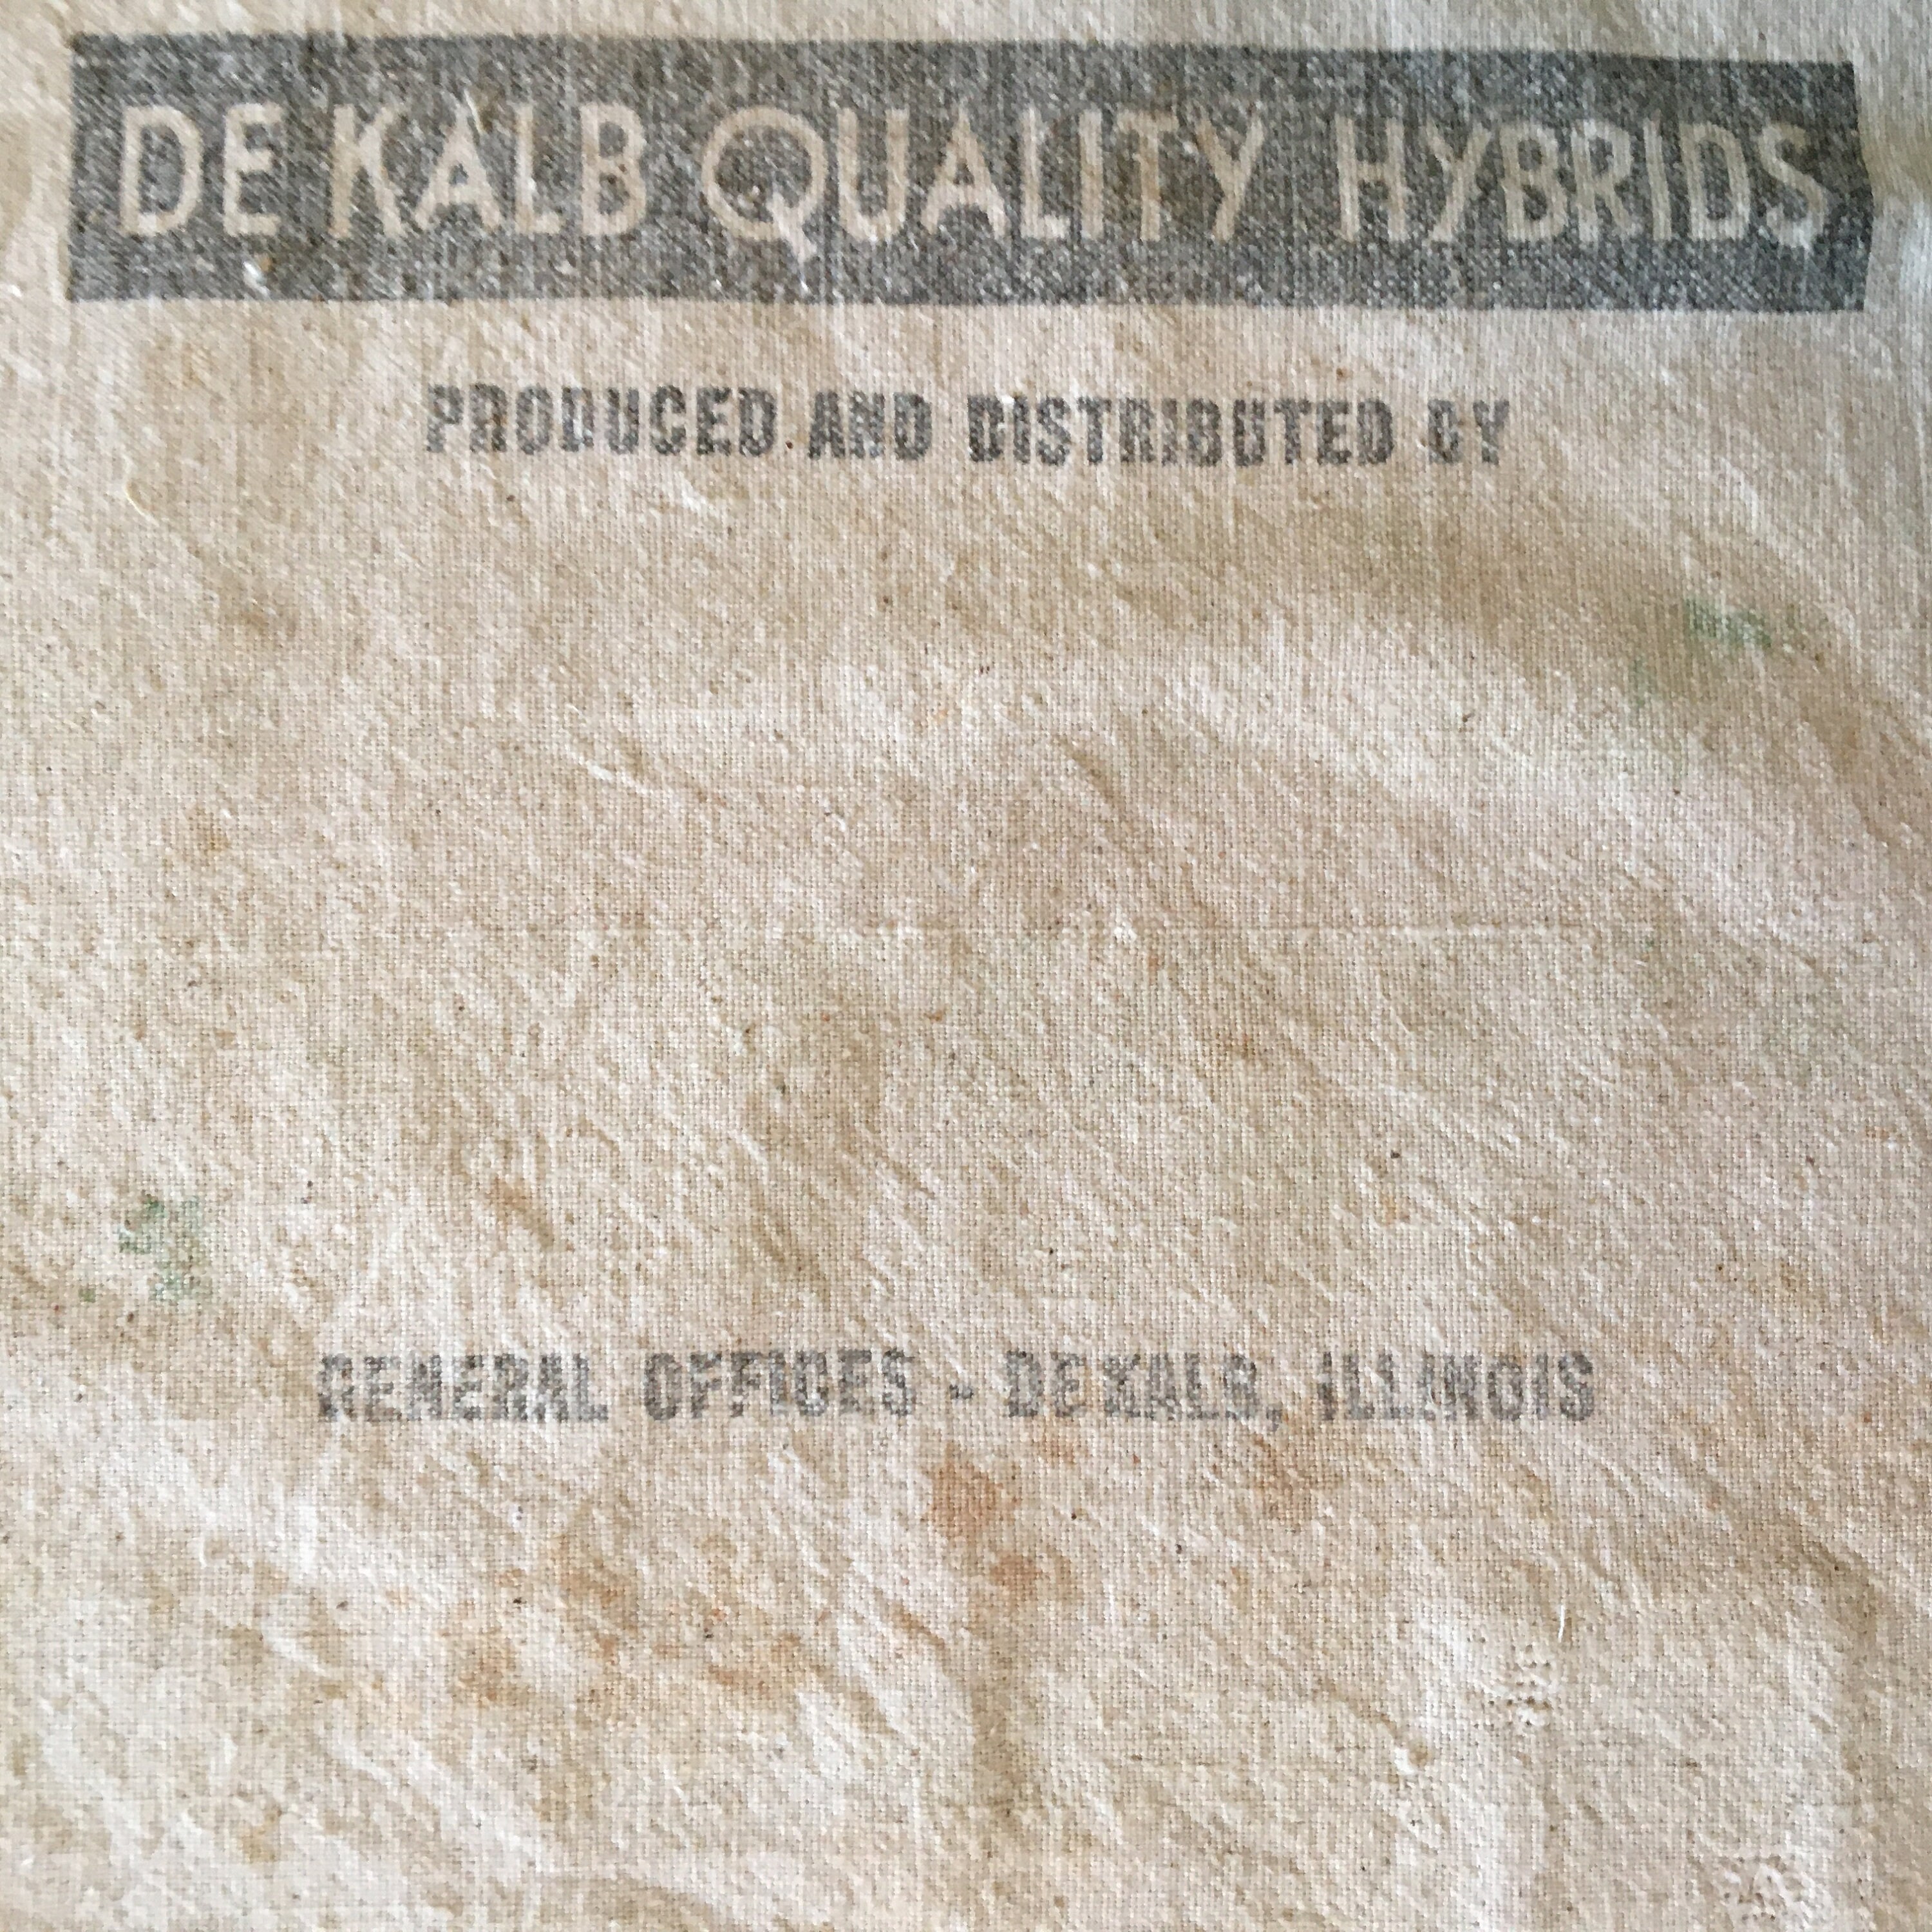 DE KALB QUALITY HYBRIDS
PRODUCED AND DISTRIBUTED BY
GENERAL OFFICES - DEKALB, ILLINOIS